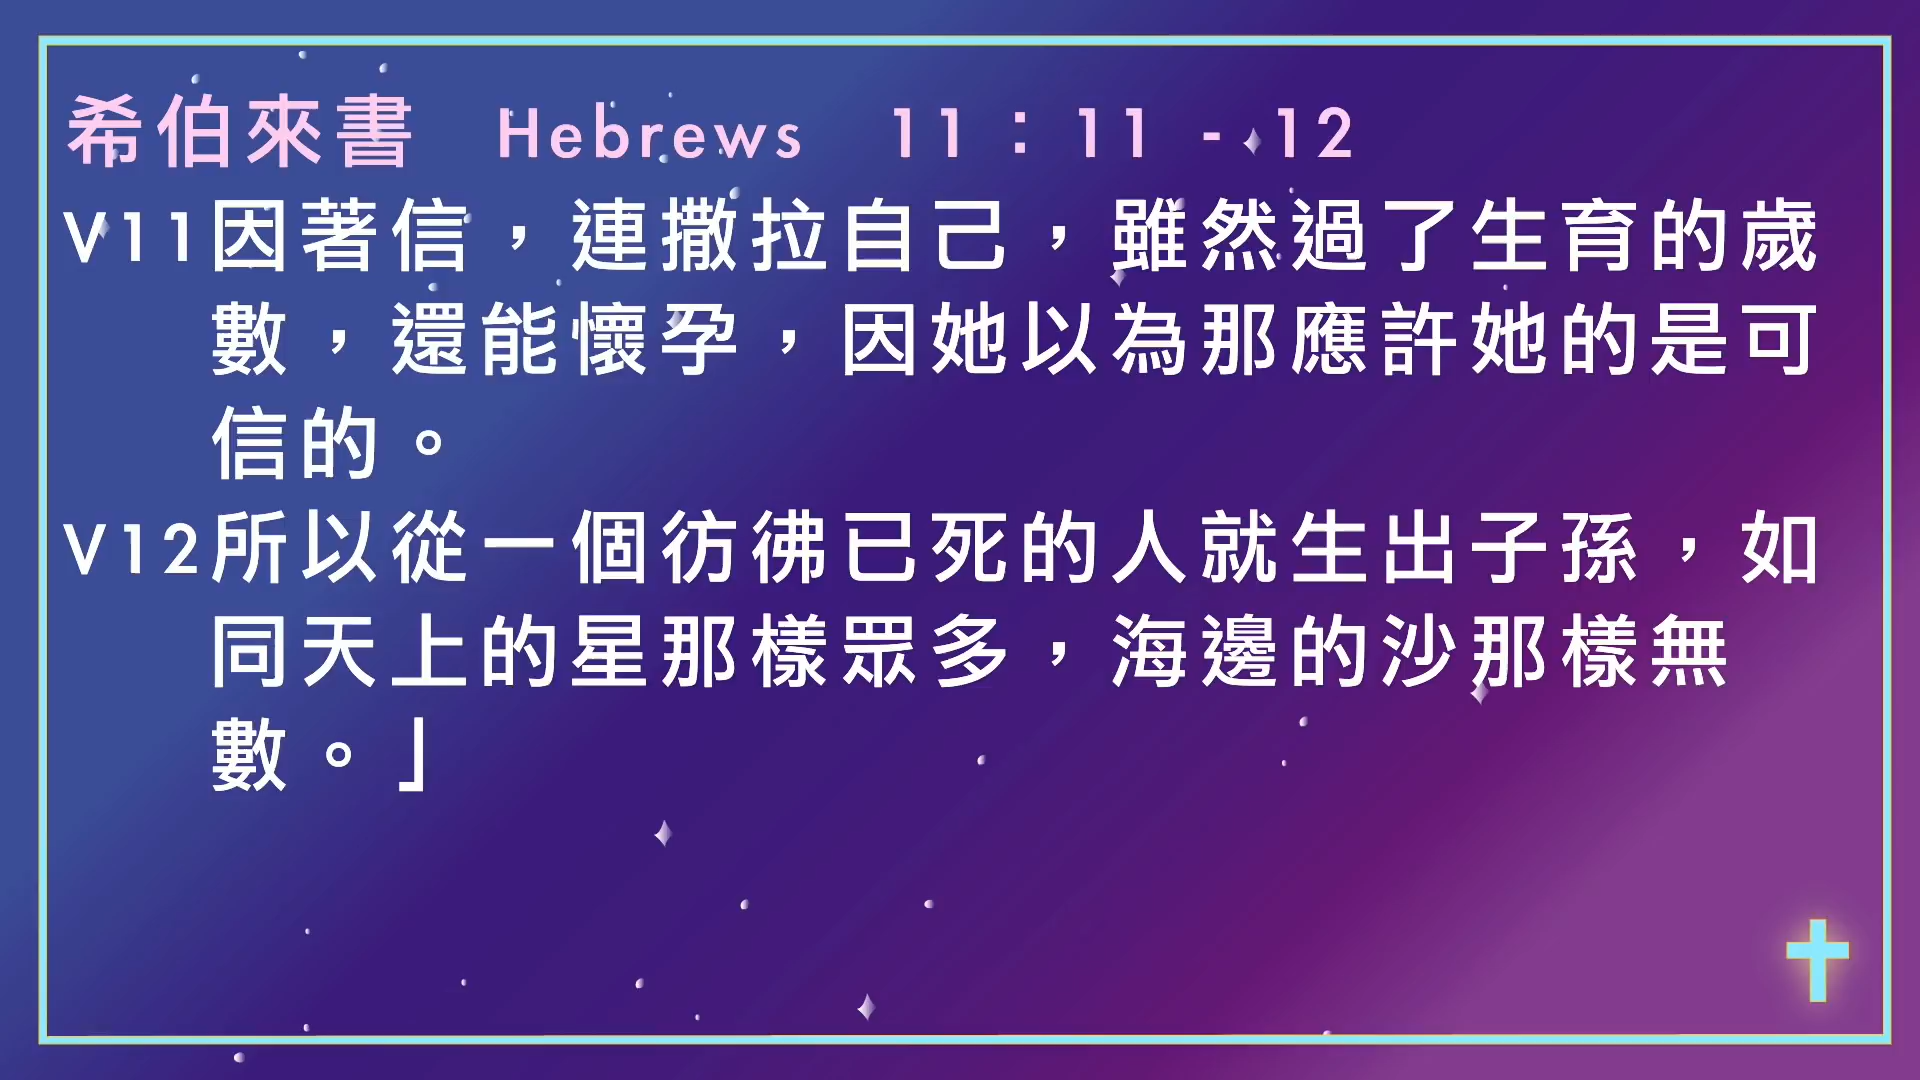 希伯來書 Hebrews 11：11 - 12
V11因著信，連撒拉自己，雖然過了生育的歲
數，還能懷孕，因她以為那應許她的是可
信的。
V12所以從一個彷彿已死的人就生出子孫，如
同天上的星那樣眾多，海邊的沙那樣無
數。」